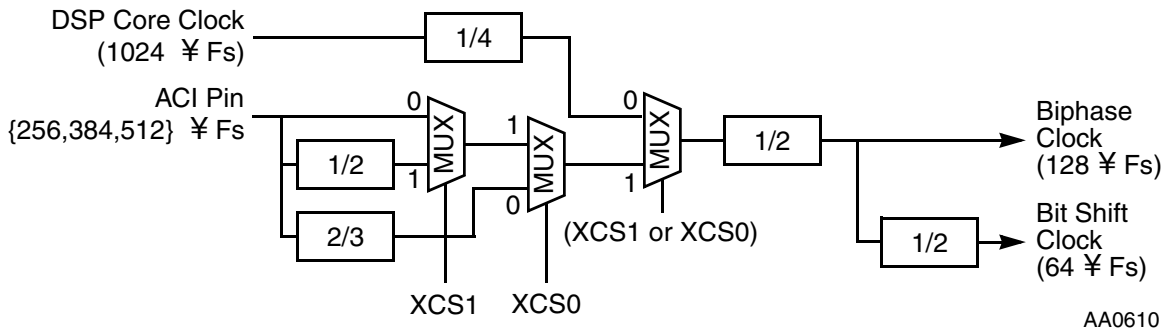 DSP Core Clock
(1024 ¥ Fs)
1/4
ACI Pin
{256,384,512} ¥ Fs
0
MUX
1
1/2
2/3
1
MUX
0
0
MUX
1
(XCS1 or XCS0)
XCS1
XCS0
1/2
Biphase
Clock
(128 ¥ Fs)
1/2
Bit Shift
Clock
(64 ¥ Fs)
AA0610